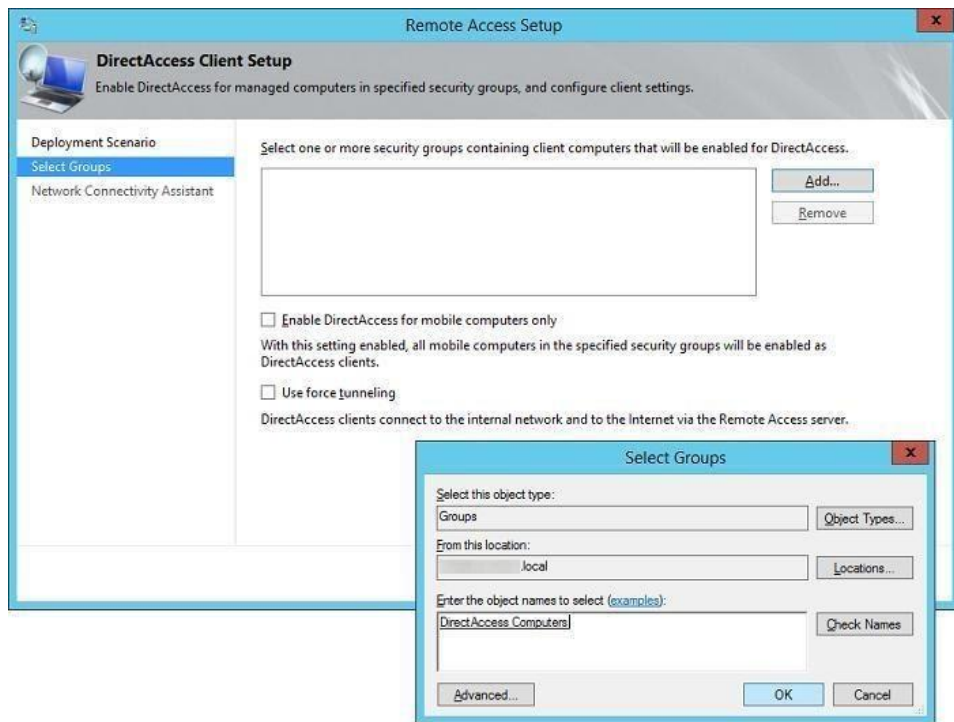 Remote Access Setup
x
DirectAccess Client Setup
Enable DirectAccess for managed computers in specified security groups, and configure client settings.
Deployment Scenario
Select Groups
Network Connectivity Assistant
Select one or more security groups containing client computers that will be enabled for DirectAccess.
Add...
Remove
Enable DirectAccess for mobile computers only
With this setting enabled, all mobile computers in the specified security groups will be enabled as
DirectAccess clients.
Use force tunneling
DirectAccess clients connect to the internal network and to the Internet via the Remote Access server.
Select Groups
x
Select this object type:
Groups
Object Types...
From this location:
.local
Locations...
Enter the object names to select (examples):
DirectAccess Computers
Check Names
Advanced...
OK
Cancel